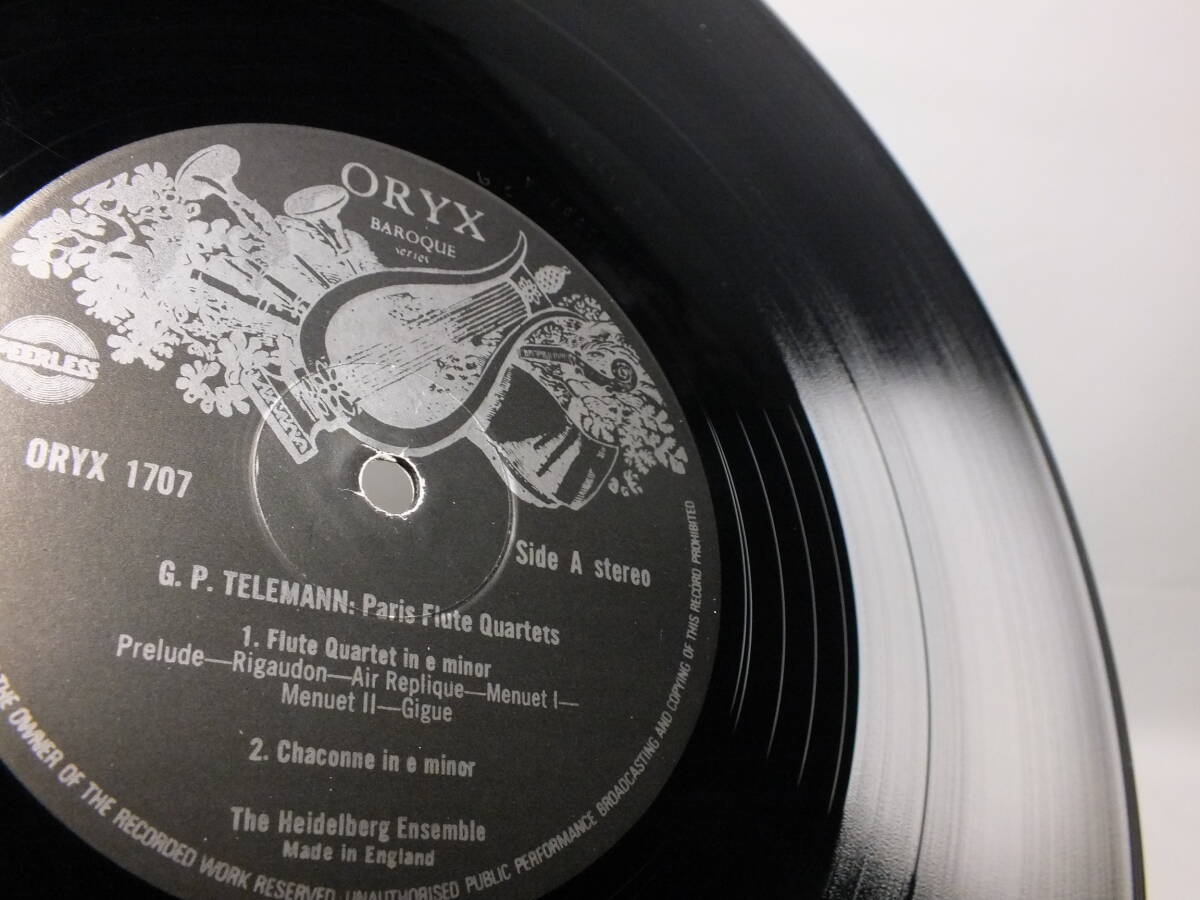 ORYX
BAROQUE
series
PEERLESS
ORYX 1707
Side A stereo
G. P. TELEMANN: Paris Flute Quartets
1. Flute Quartet in e minor
Prelude—Rigaudon—Air Replique—Menuet I—
Menuet II—Gigue
2. Chaconne in e minor
The Heidelberg Ensemble
Made in England
THE OWNER OF THE RECORDED WORK RESERVED. UNAUTHORISED PUBLIC PERFORMANCE BROADCASTING AND COPYING OF THIS RECORD PROHIBITED